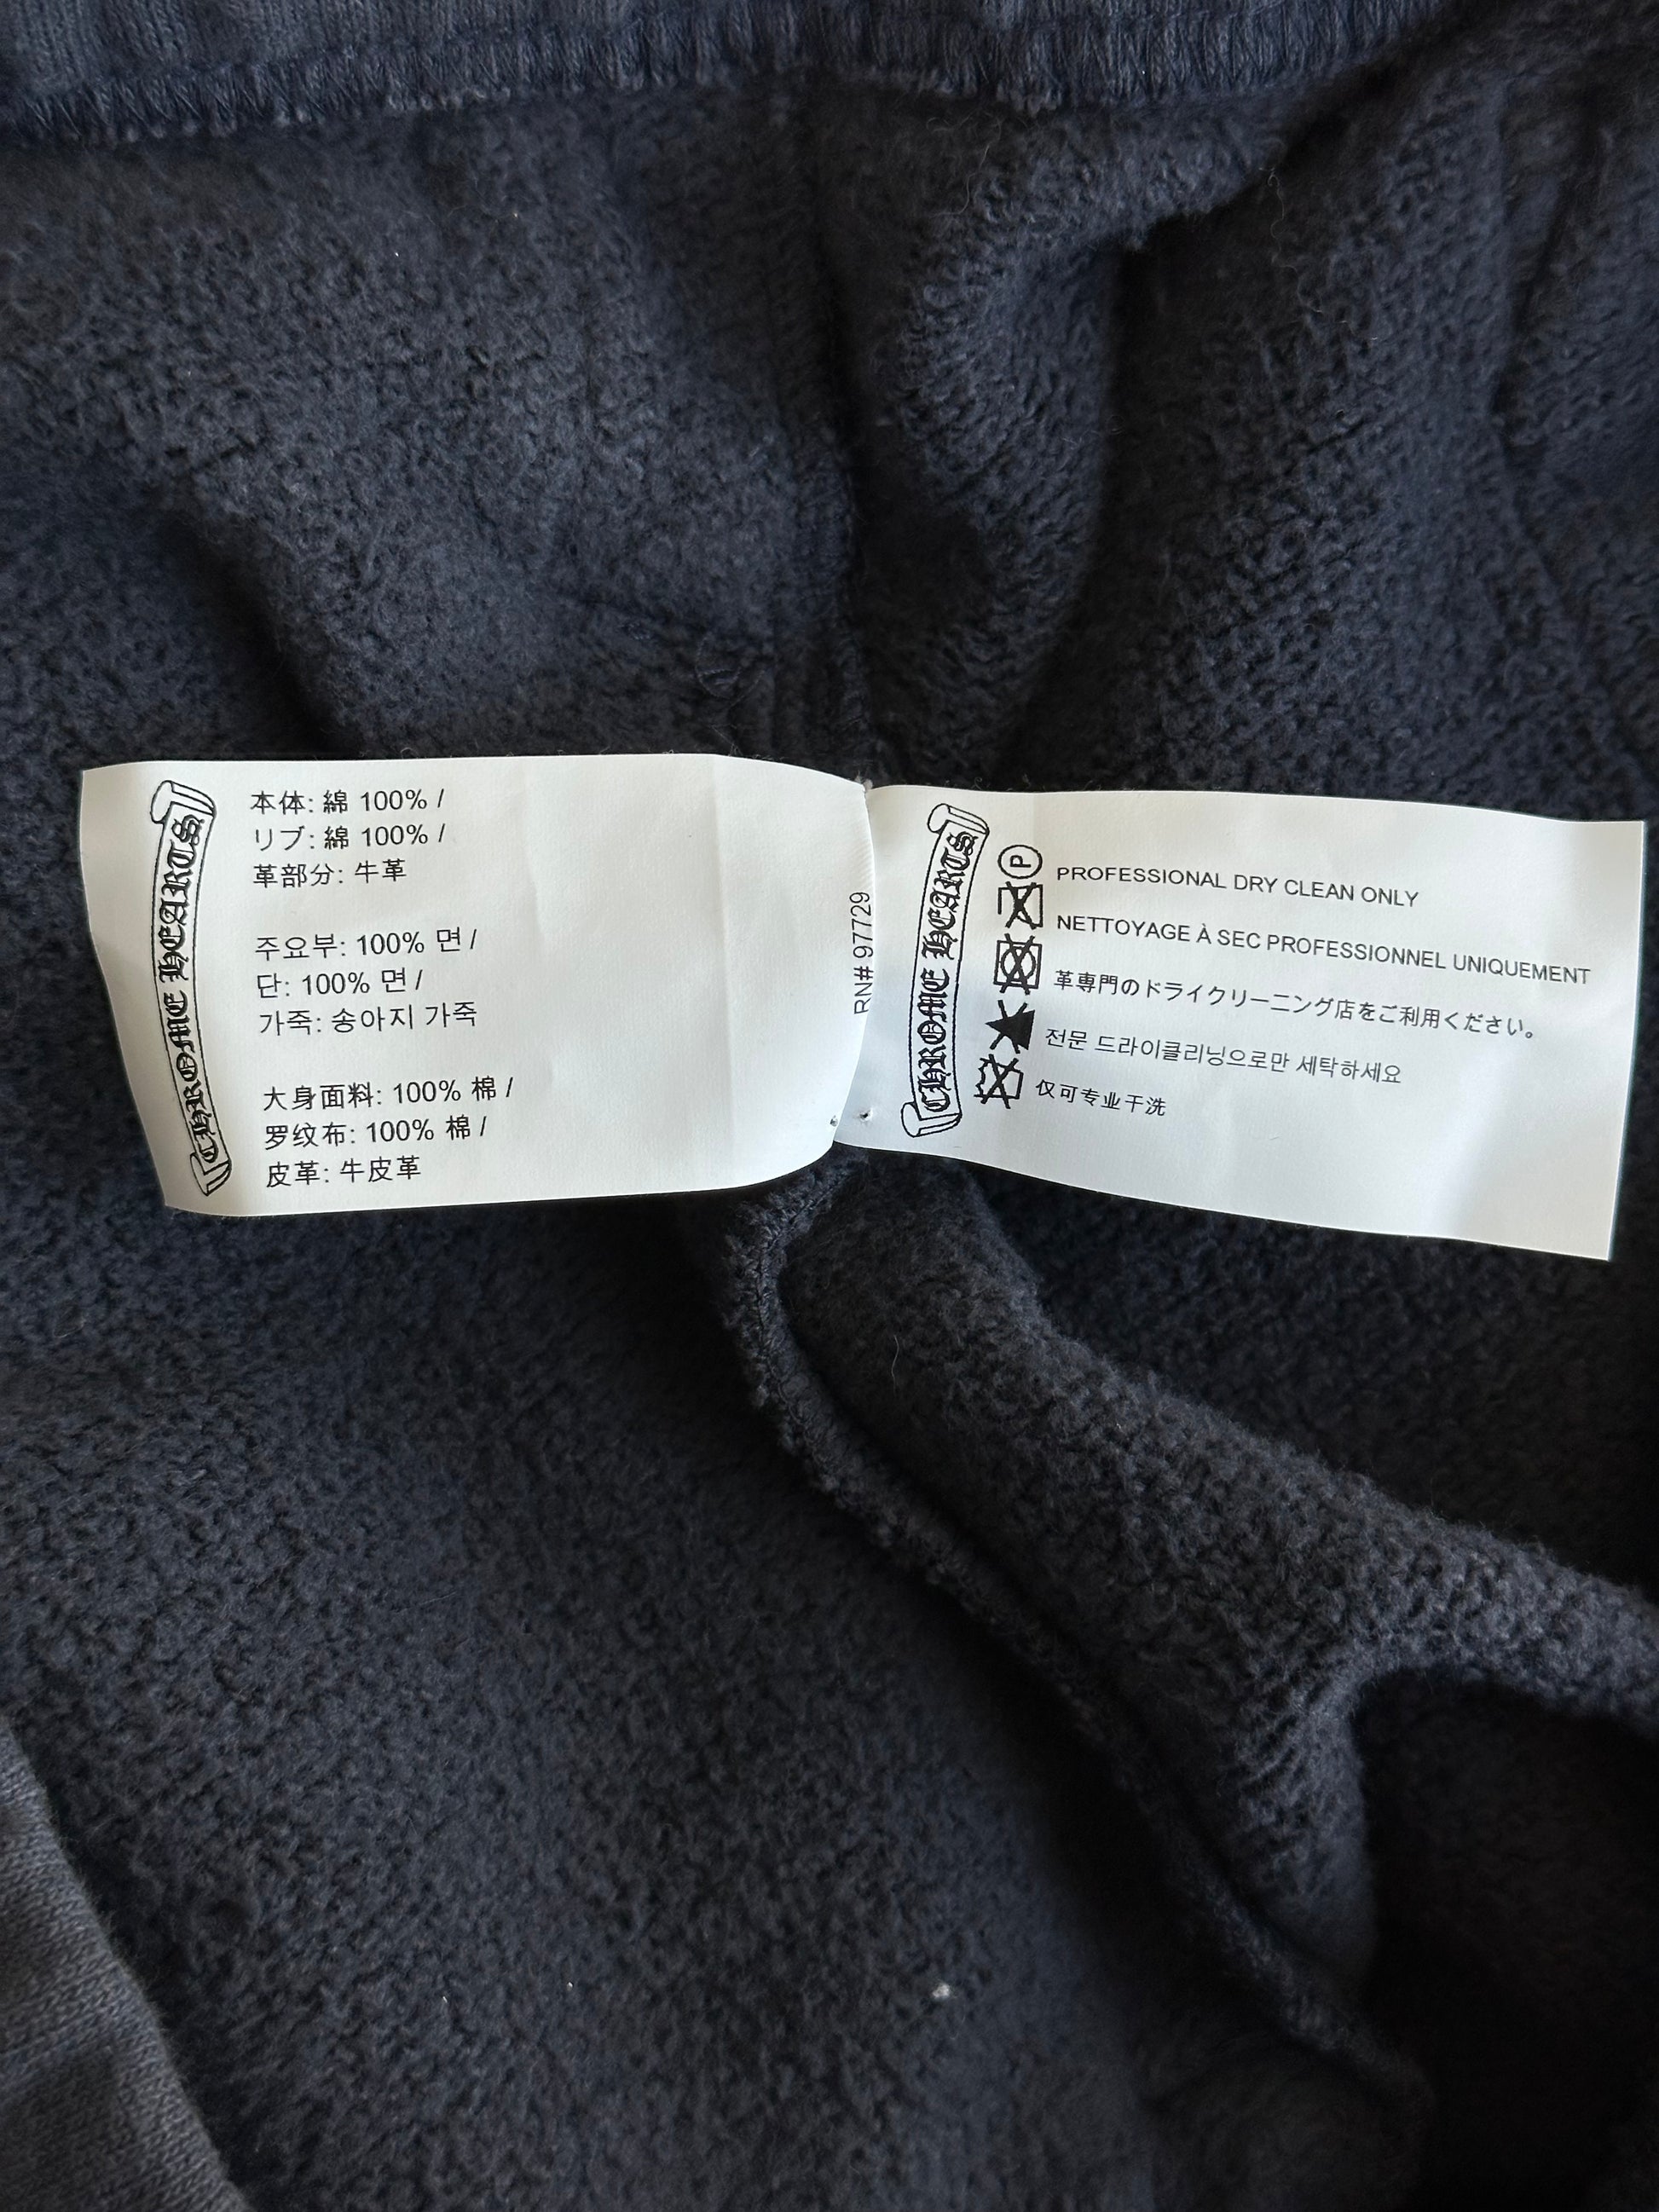 CHROME HEARTS
本体: 綿 100% /
リブ: 綿 100% /
革部分: 牛革
주요부: 100% 면 /
단: 100% 면 /
가죽: 송아지 가죽
大身面料: 100% 棉 /
罗纹布: 100% 棉 /
皮革: 牛皮革
RN# 97729
CHROME HEARTS
P
PROFESSIONAL DRY CLEAN ONLY
NETTOYAGE À SEC PROFESSIONNEL UNIQUEMENT
革専門のドライクリーニング店をご利用ください。
전문 드라이클리닝으로만 세탁하세요
仅可专业干洗